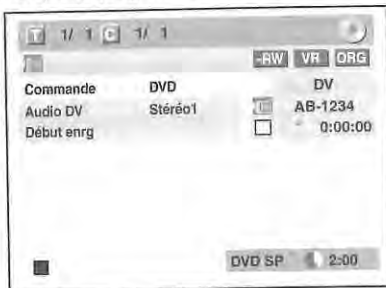 T 1/ 1 C 1/ 1
-RW VR ORG
Commande DVD DV
Audio DV Stéréo1 AB-1234
Début enrg 0:00:00
DVD SP 2:00